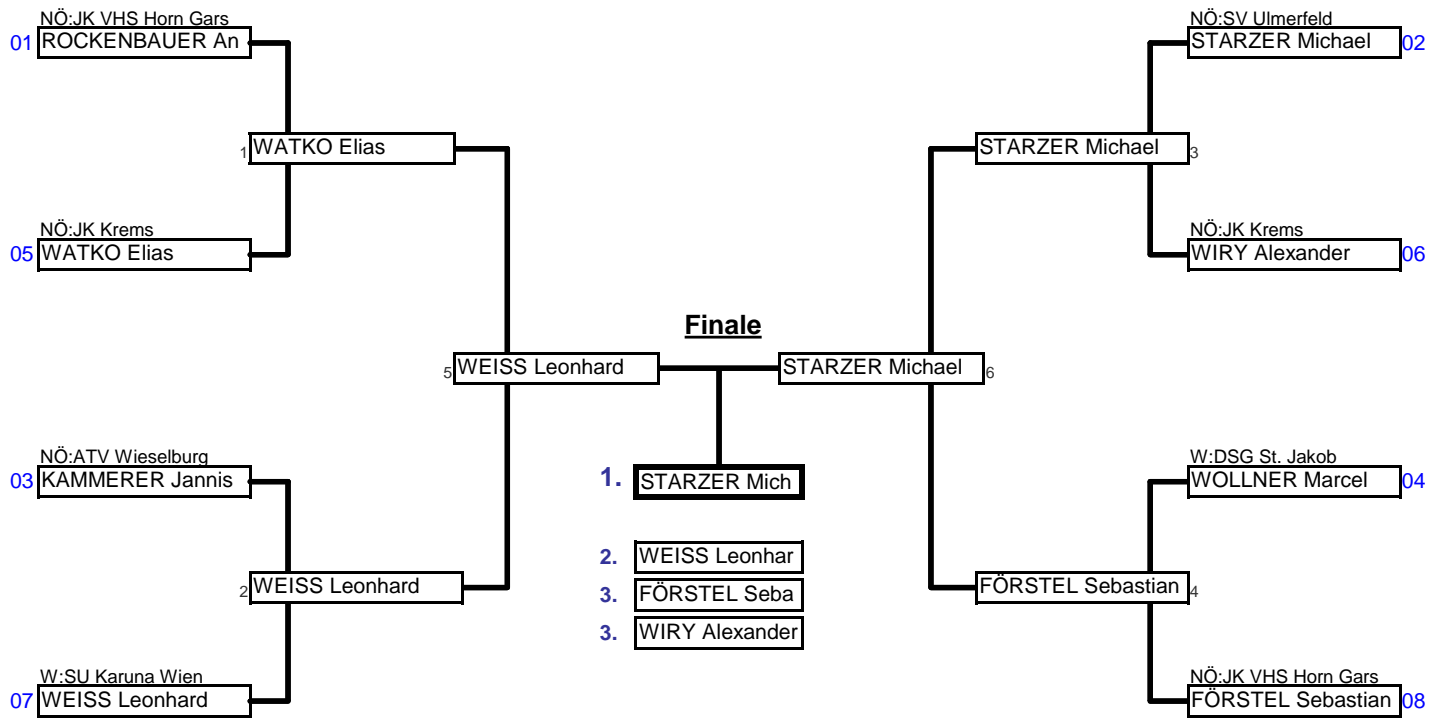 NÖ:JK VHS Horn Gars
01 ROCKENBAUER An
1 WATKO Elias
NÖ:JK Krems
05 WATKO Elias
5 WEISS Leonhard
NÖ:ATV Wieselburg
03 KAMMERER Jannis
2 WEISS Leonhard
W:SU Karuna Wien
07 WEISS Leonhard
Finale
1. STARZER Mich
2. WEISS Leonhar
3. FÖRSTEL Seba
3. WIRY Alexander
NÖ:SV Ulmerfeld
STARZER Michael 02
STARZER Michael 3
NÖ:JK Krems
WIRY Alexander 06
STARZER Michael 6
W:DSG St. Jakob
WOLLNER Marcel 04
FÖRSTEL Sebastian 4
NÖ:JK VHS Horn Gars
FÖRSTEL Sebastian 08